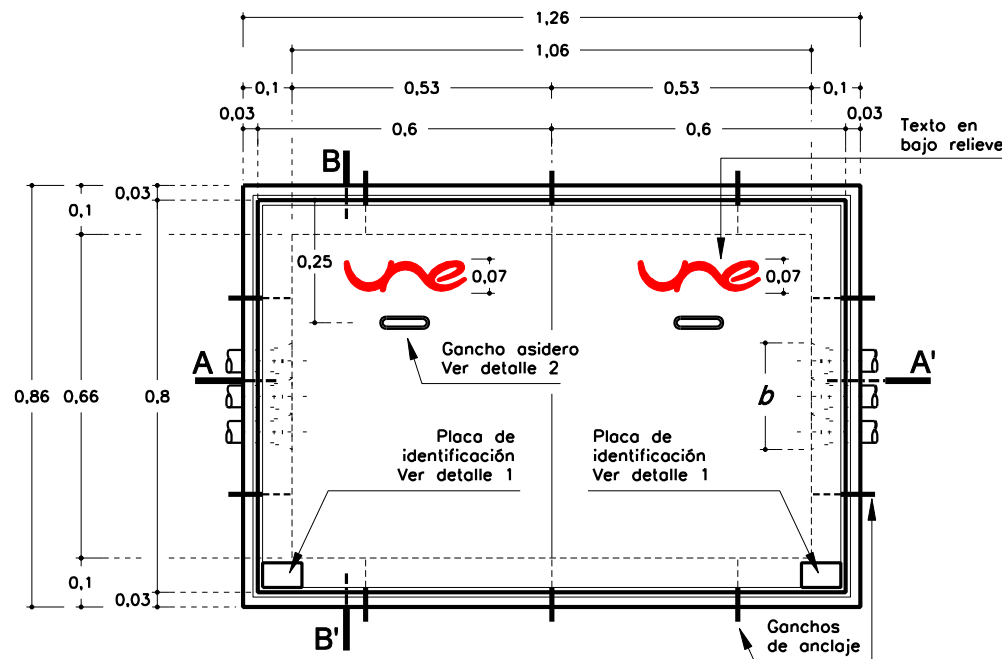 1,26
1,06
0,1
0,53
0,53
0,1
0,03
0,6
0,6
0,03
Texto en
bajo relieve
B
0,03
0,1
0,25
une
0,07
une
0,07
A
Gancho asidero
Ver detalle 2
b
A'
0,86
0,66
0,8
Placa de
identificación
Ver detalle 1
Placa de
identificación
Ver detalle 1
0,1
0,03
B'
Ganchos
de anclaje